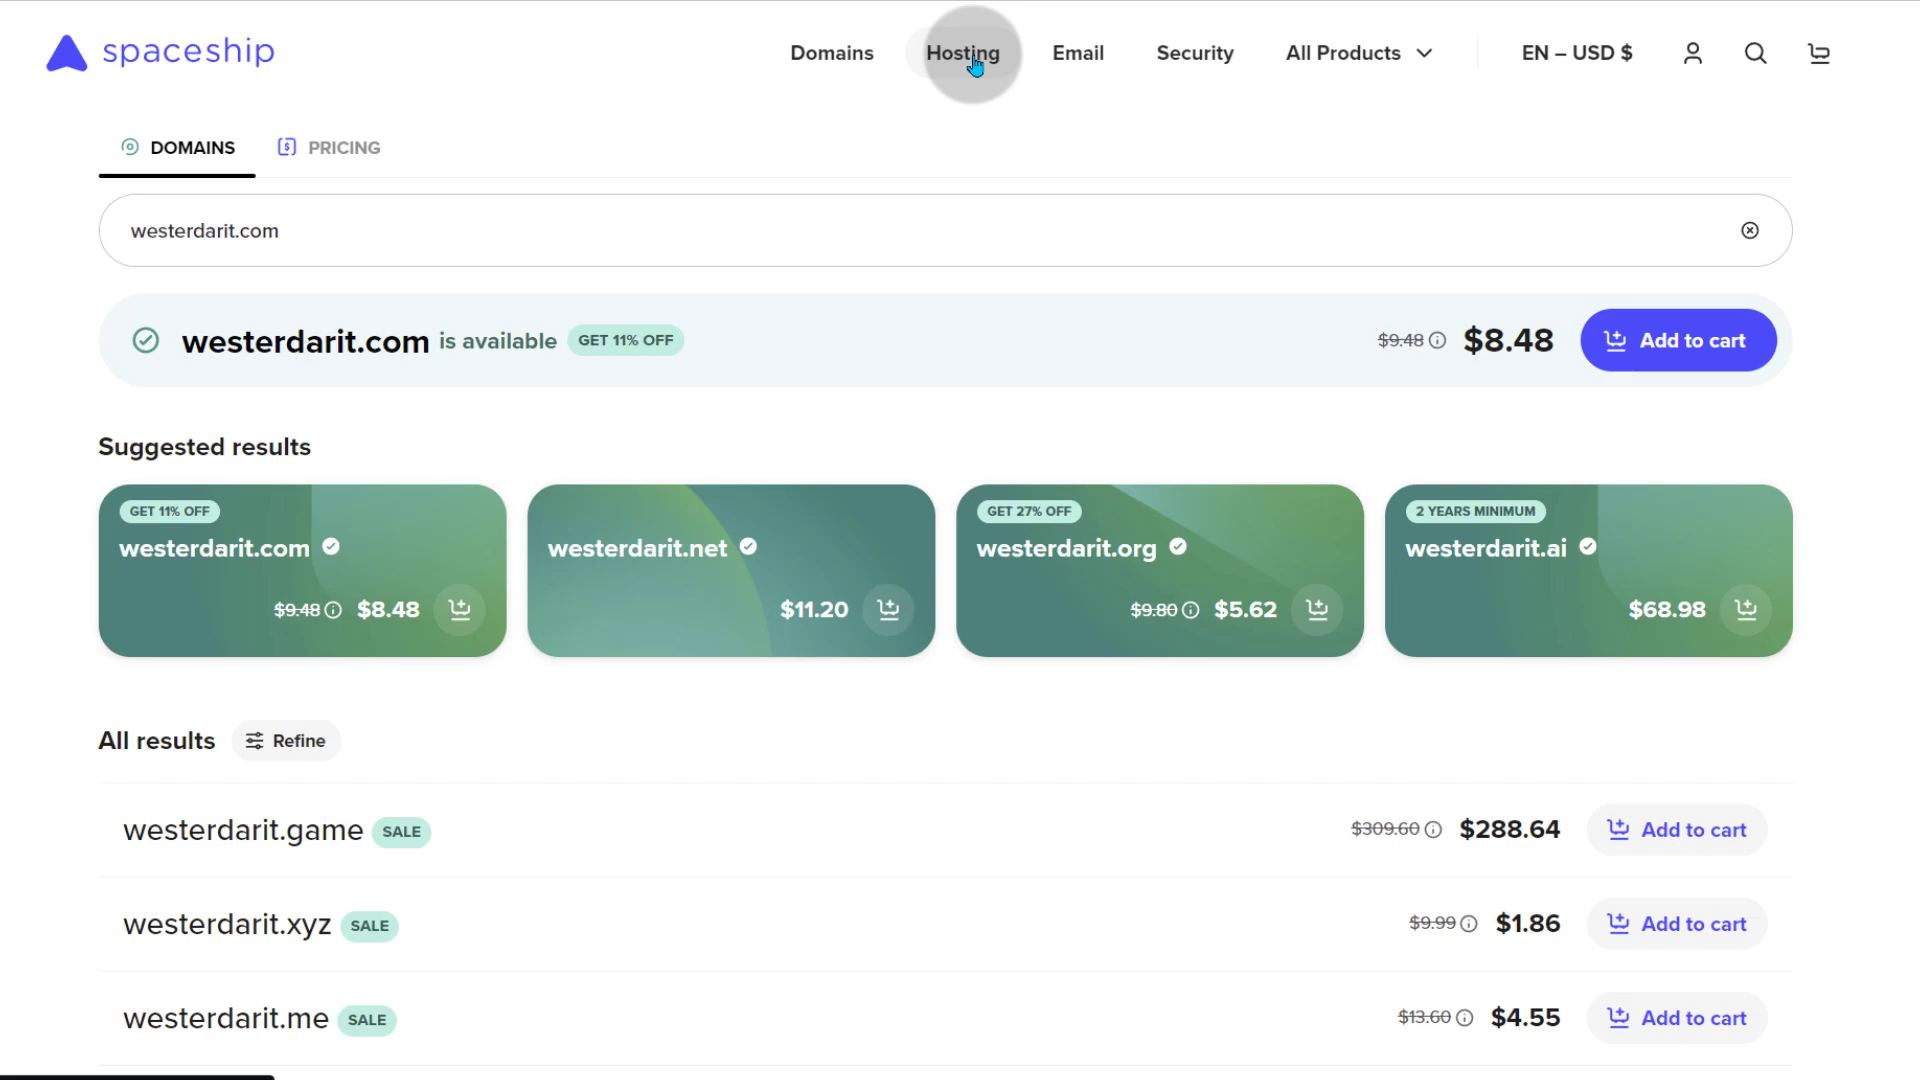 spaceship
Domains
Hosting
Email
Security
All Products
EN – USD $
DOMAINS
PRICING
westerdarit.com
westerdarit.com is available GET 11% OFF
$9.48 $8.48 Add to cart
Suggested results
GET 11% OFF
westerdarit.com
$9.48 $8.48
westerdarit.net
$11.20
GET 27% OFF
westerdarit.org
$9.80 $5.62
2 YEARS MINIMUM
westerdarit.ai
$68.98
All results
Refine
westerdarit.game SALE
$309.60 $288.64 Add to cart
westerdarit.xyz SALE
$9.99 $1.86 Add to cart
westerdarit.me SALE
$13.60 $4.55 Add to cart